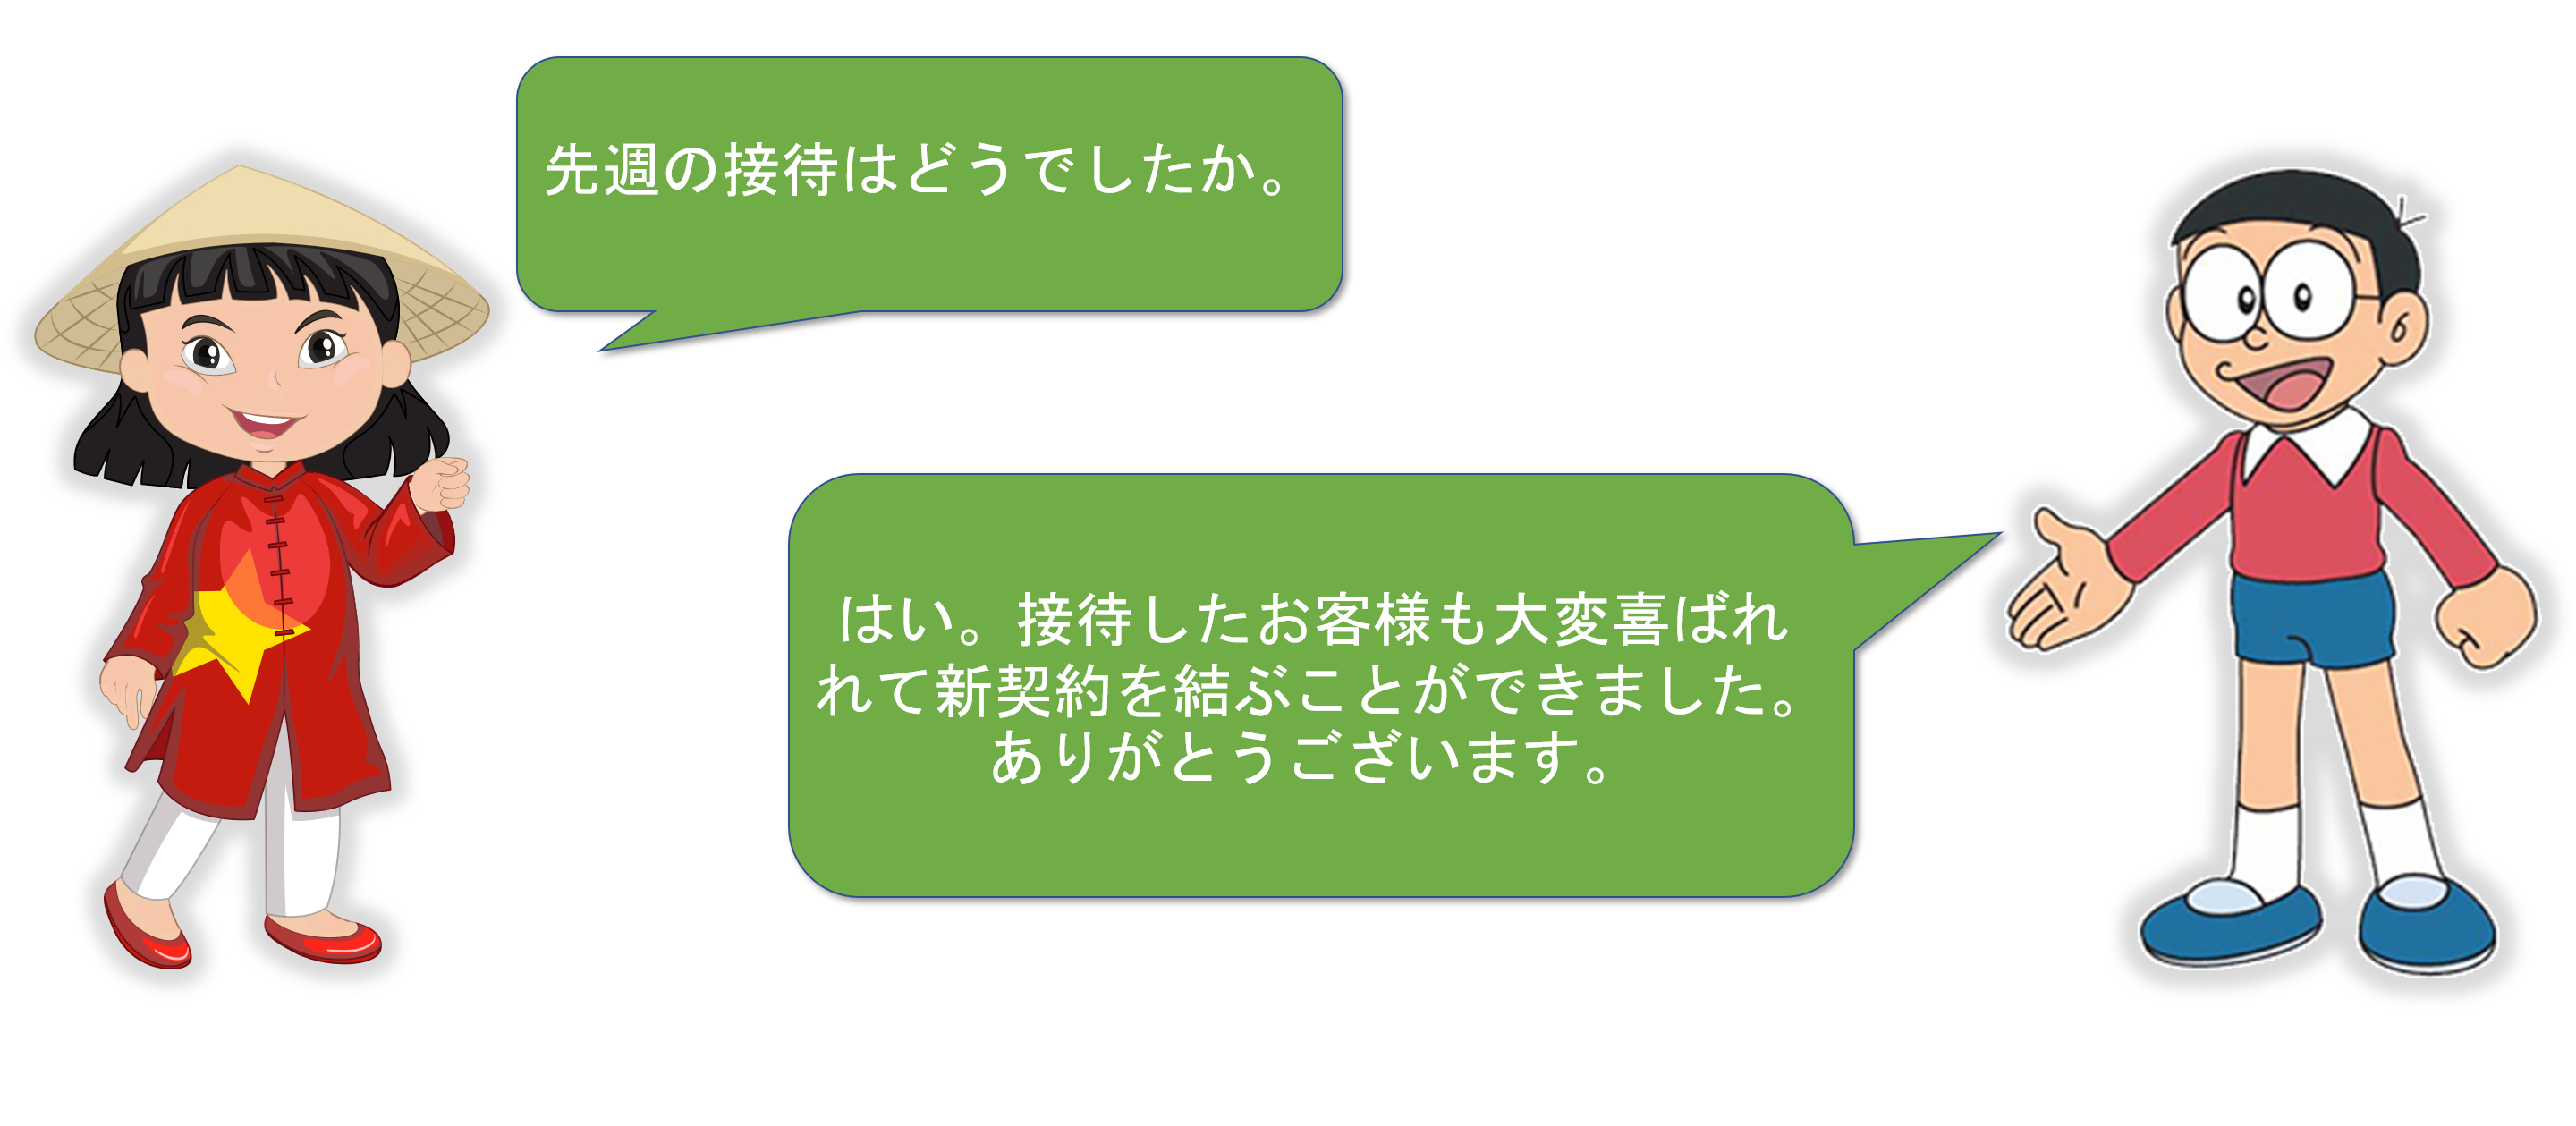 先週の接待はどうでしたか。
はい。接待したお客様も大変喜ばれ
れて新契約を結ぶことができました。
ありがとうございます。